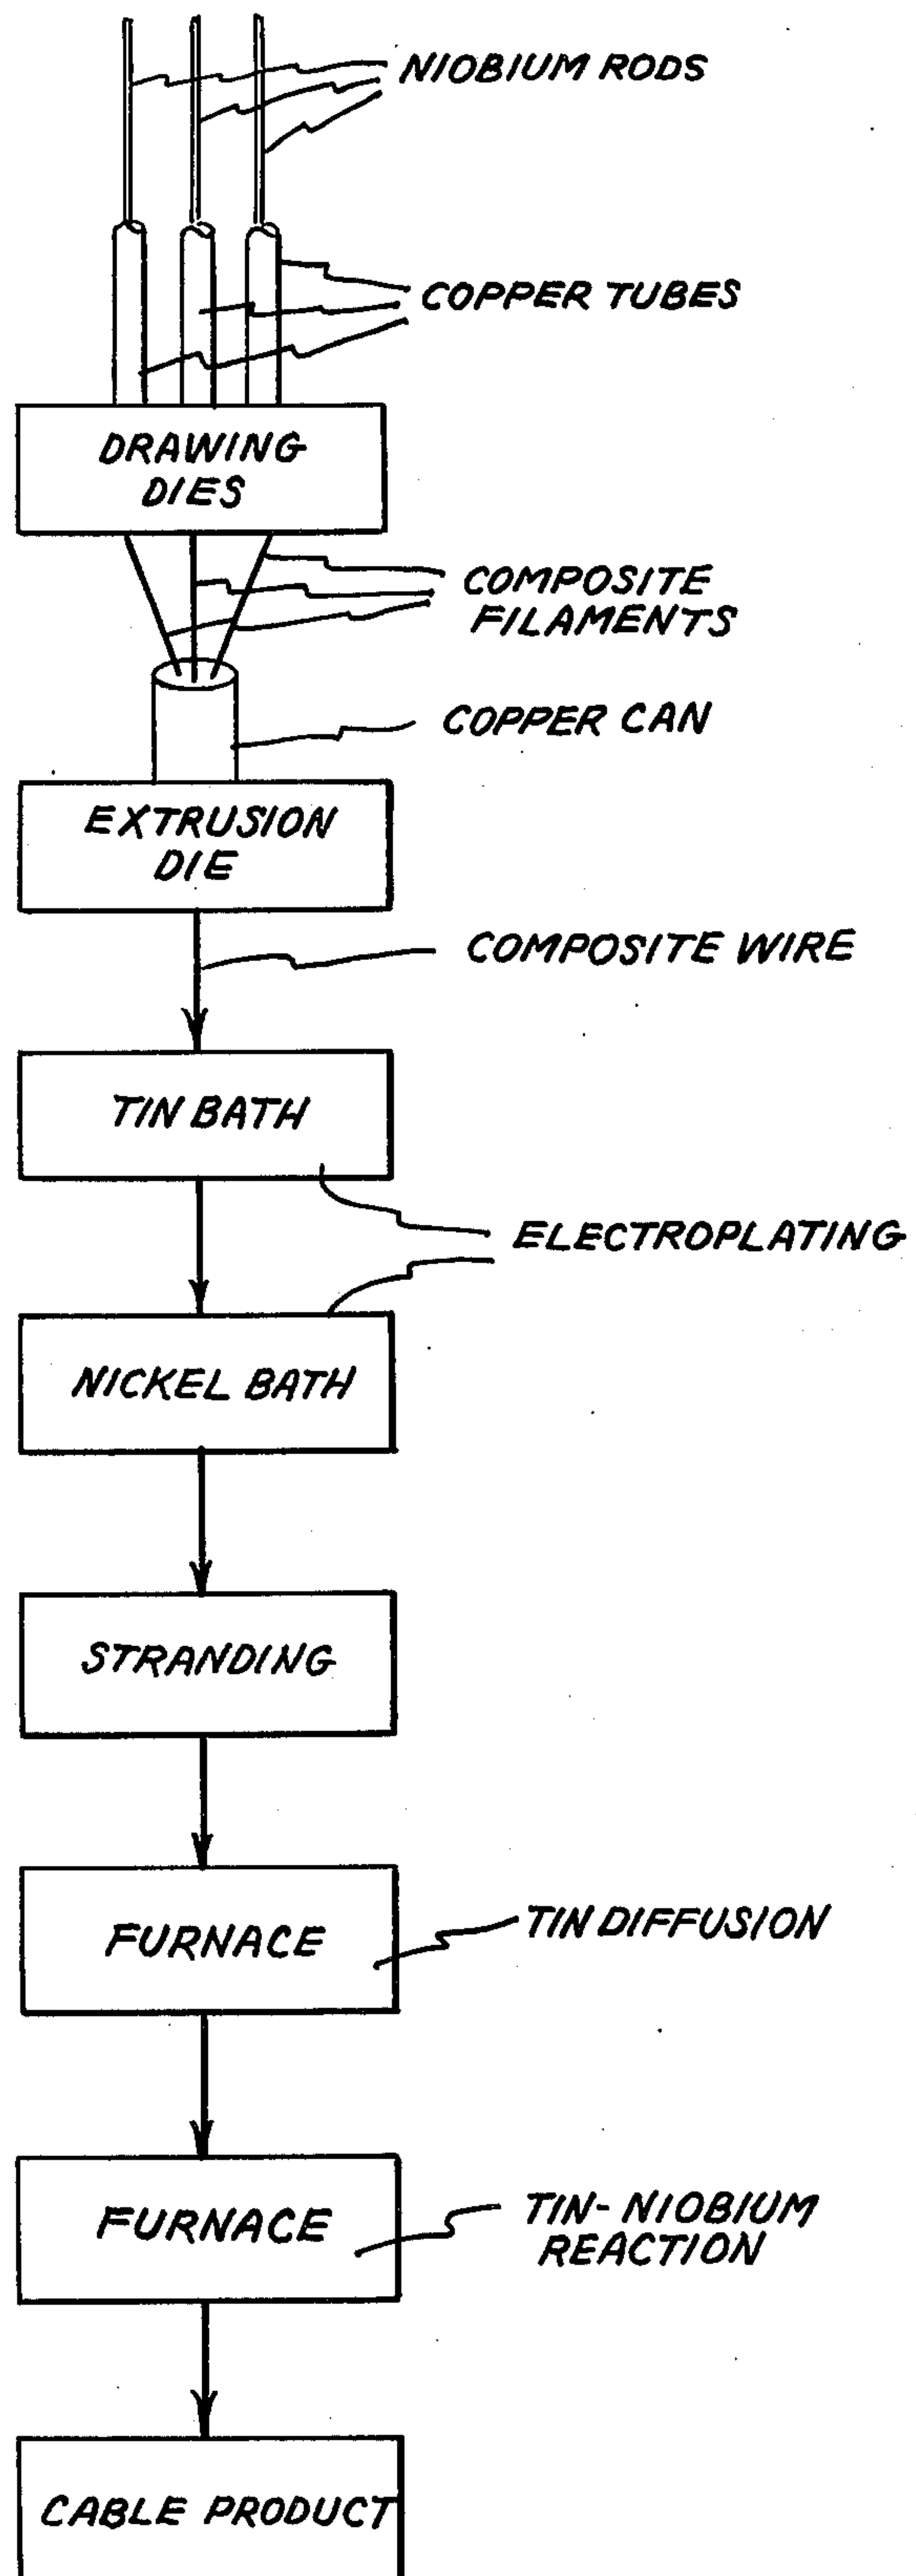 NIOBIUM RODS
COPPER TUBES
DRAWING
DIES
COMPOSITE
FILAMENTS
COPPER CAN
EXTRUSION
DIE
COMPOSITE WIRE
TIN BATH
ELECTROPLATING
NICKEL BATH
STRANDING
FURNACE
TIN DIFFUSION
FURNACE
TIN-NIOBIUM
REACTION
CABLE PRODUCT